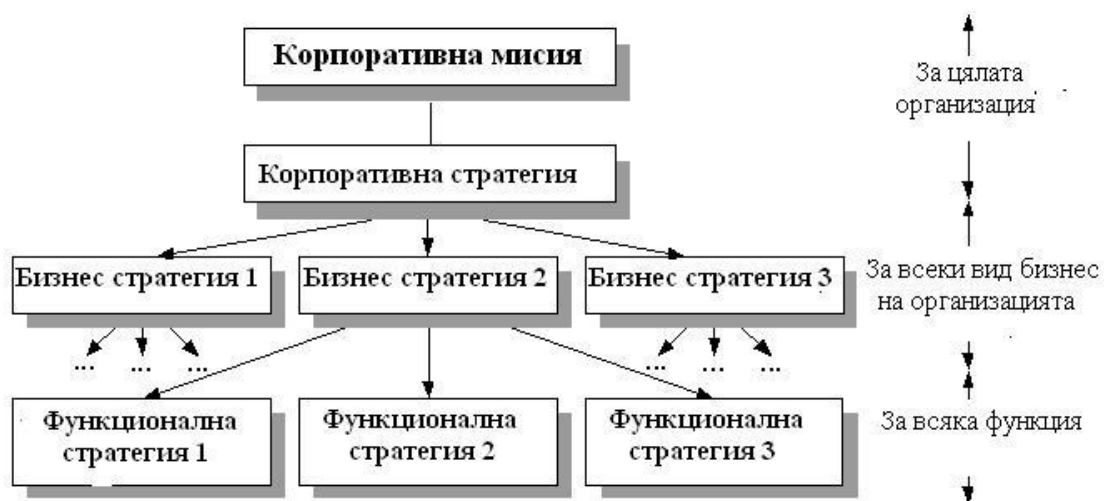 Корпоративна мисия
За цялата
организация
Корпоративна стратегия
Бизнес стратегия 1
Бизнес стратегия 2
Бизнес стратегия 3
За всеки вид бизнес
на организацията
... ... ... ... ... ...
Функционална
стратегия 1
Функционална
стратегия 2
Функционална
стратегия 3
За всяка функция